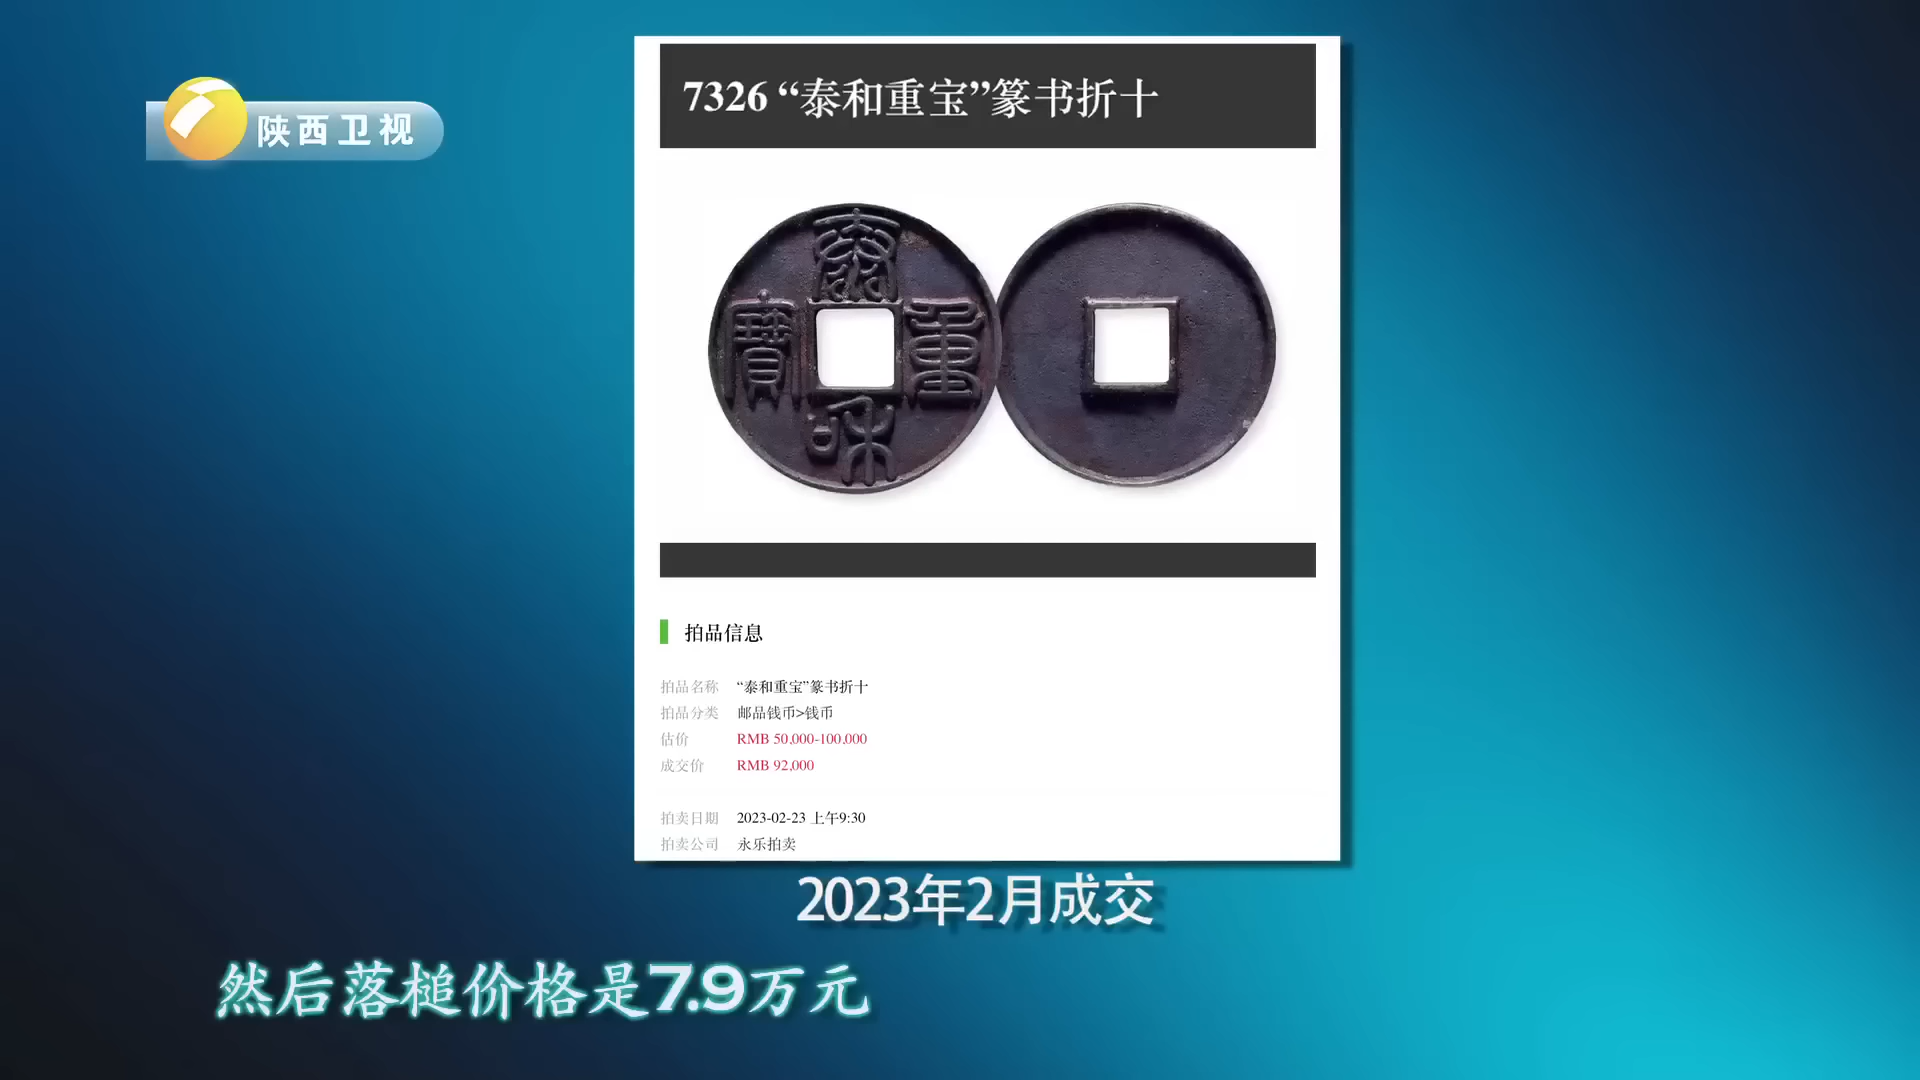 陕西卫视
7326 “泰和重宝”篆书折十
泰
寶 重
和
拍品信息
拍品名称 “泰和重宝”篆书折十
拍品分类 邮品钱币>钱币
估价 RMB 50,000-100,000
成交价 RMB 92,000
拍卖日期 2023-02-23 上午9:30
拍卖公司 永乐拍卖
2023年2月成交
然后落槌价格是7.9万元